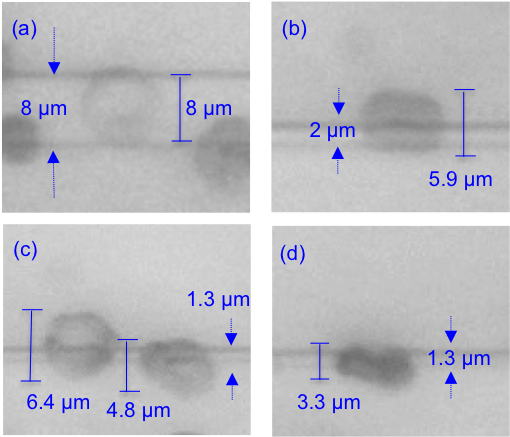 (a)
8 µm
8 µm
(b)
2 µm
5.9 µm
(c)
1.3 µm
6.4 µm
4.8 µm
(d)
1.3 µm
3.3 µm